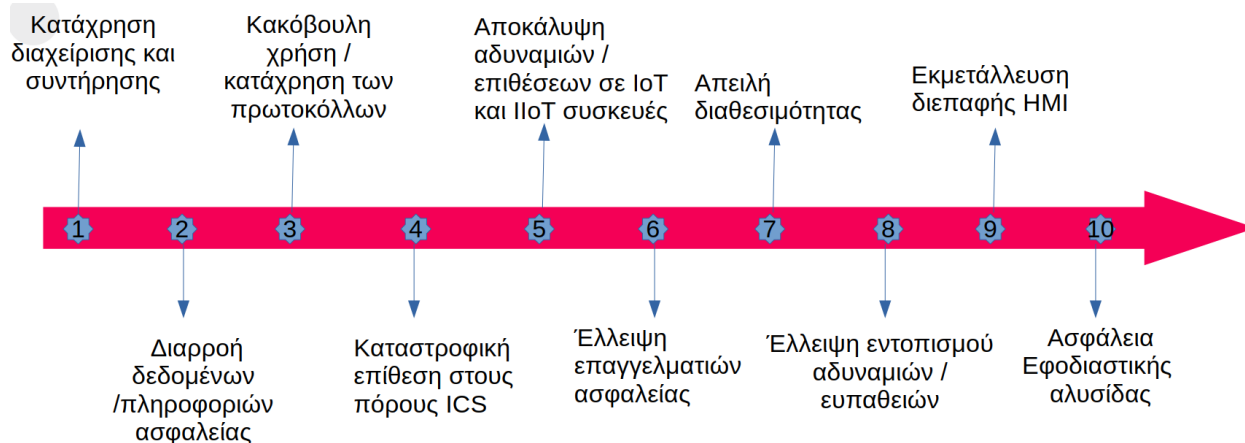 Κατάχρηση
διαχείρισης και
συντήρησης
Κακόβουλη
χρήση /
κατάχρηση των
πρωτοκόλλων
Αποκάλυψη
αδυναμιών /
επιθέσεων σε IoT
και IIoT συσκευές
Απειλή
διαθεσιμότητας
Εκμετάλλευση
διεπαφής HMI
1 2 3 4 5 6 7 8 9 10
Διαρροή
δεδομένων
/πληροφοριών
ασφαλείας
Καταστροφική
επίθεση στους
πόρους ICS
Έλλειψη
επαγγελματιών
ασφαλείας
Έλλειψη εντοπισμού
αδυναμιών /
ευπαθειών
Ασφάλεια
Εφοδιαστικής
αλυσίδας